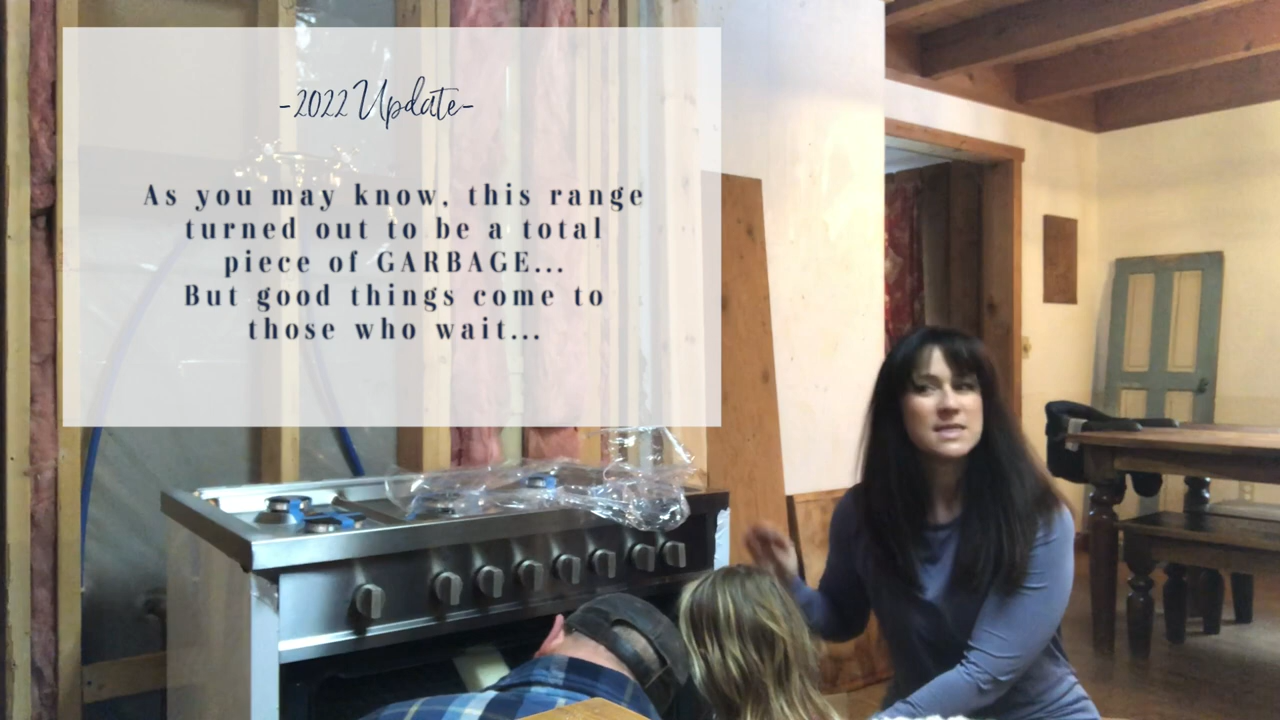 -2022 Update-
As you may know, this range
turned out to be a total
piece of GARBAGE...
But good things come to
those who wait...